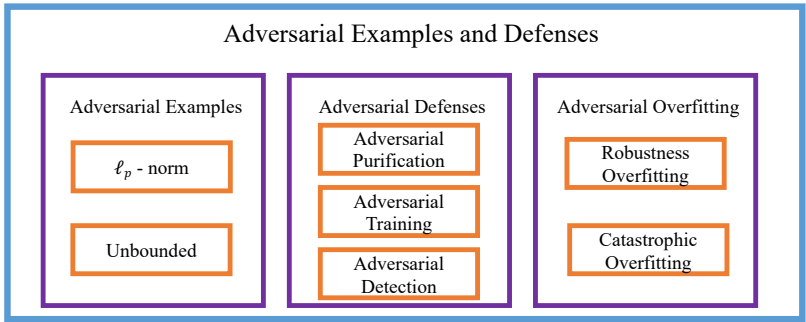 Adversarial Examples and Defenses
Adversarial Examples
ℓp - norm
Unbounded
Adversarial Defenses
Adversarial
Purification
Adversarial
Training
Adversarial
Detection
Adversarial Overfitting
Robustness
Overfitting
Catastrophic
Overfitting